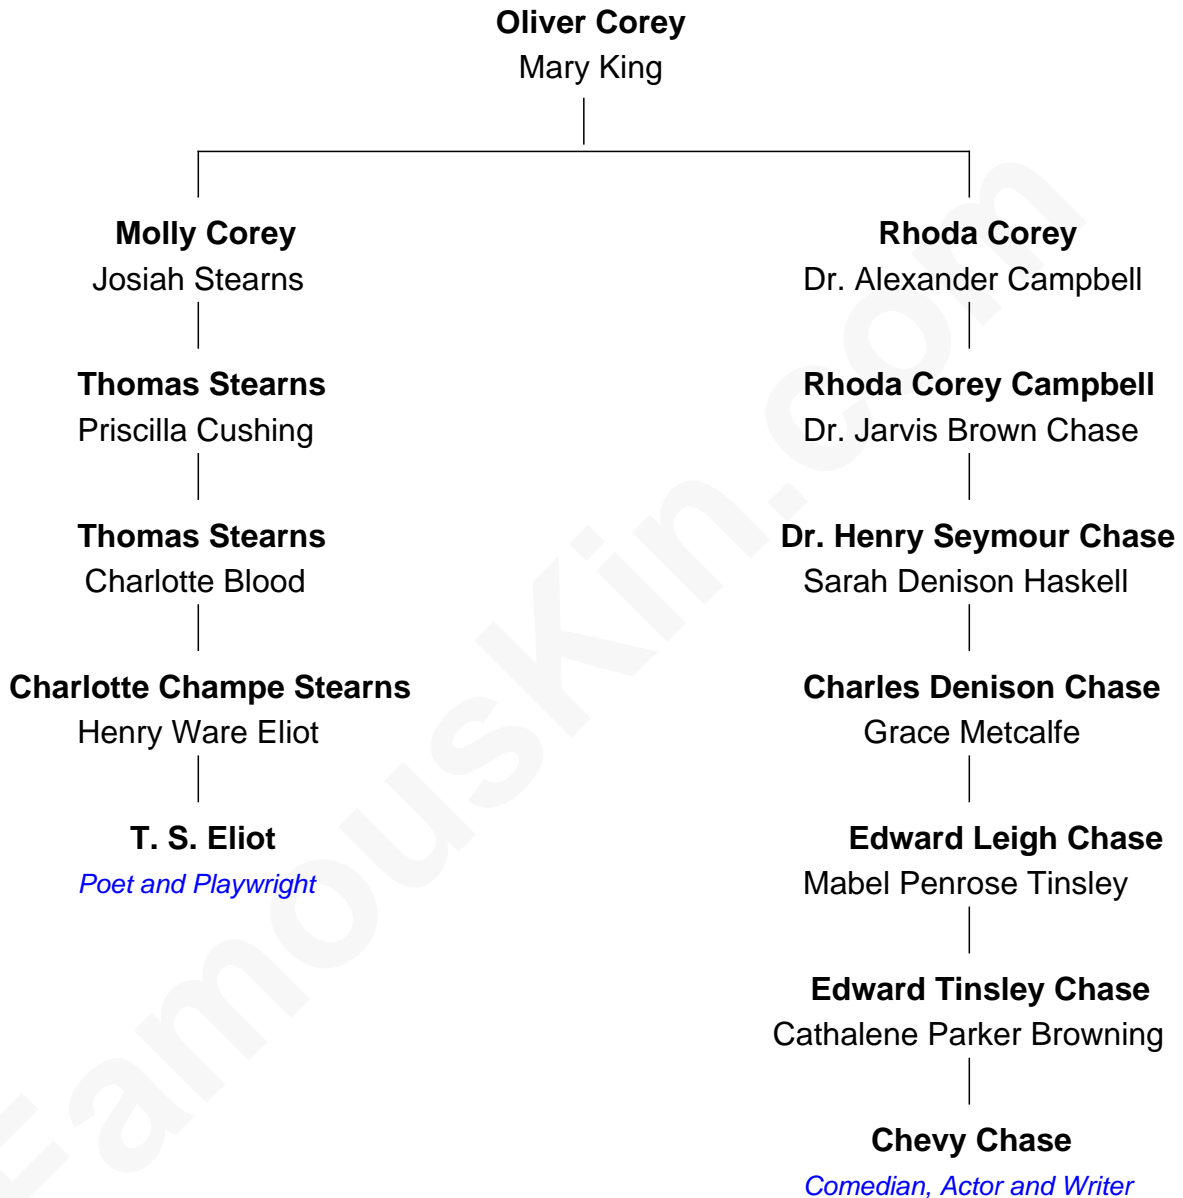 Oliver Corey
Mary King
Molly Corey
Josiah Stearns
Rhoda Corey
Dr. Alexander Campbell
Thomas Stearns
Priscilla Cushing
Rhoda Corey Campbell
Dr. Jarvis Brown Chase
Thomas Stearns
Charlotte Blood
Dr. Henry Seymour Chase
Sarah Denison Haskell
Charlotte Champe Stearns
Henry Ware Eliot
Charles Denison Chase
Grace Metcalfe
T. S. Eliot
Poet and Playwright
Edward Leigh Chase
Mabel Penrose Tinsley
Edward Tinsley Chase
Cathalene Parker Browning
Chevy Chase
Comedian, Actor and Writer
FamousKin.com